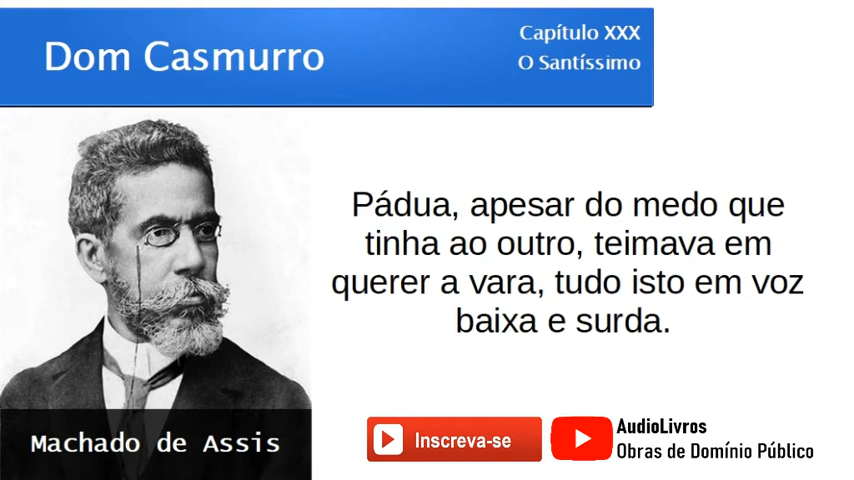 Dom Casmurro
Capítulo XXX
O Santíssimo
Pádua, apesar do medo que
tinha ao outro, teimava em
querer a vara, tudo isto em voz
baixa e surda.
Machado de Assis
Inscreva-se
AudioLivros
Obras de Domínio Público